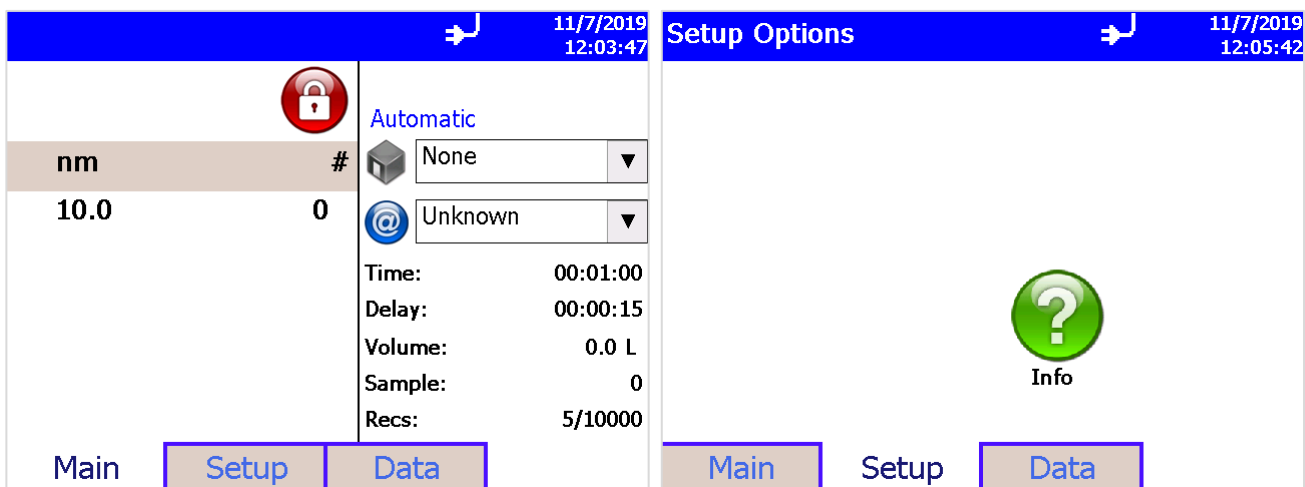 11/7/2019
12:03:47
Automatic
nm #
None
10.0 0
Unknown
Time: 00:01:00
Delay: 00:00:15
Volume: 0.0 L
Sample: 0
Recs: 5/10000
Main Setup Data
Setup Options
11/7/2019
12:05:42
Info
Main Setup Data